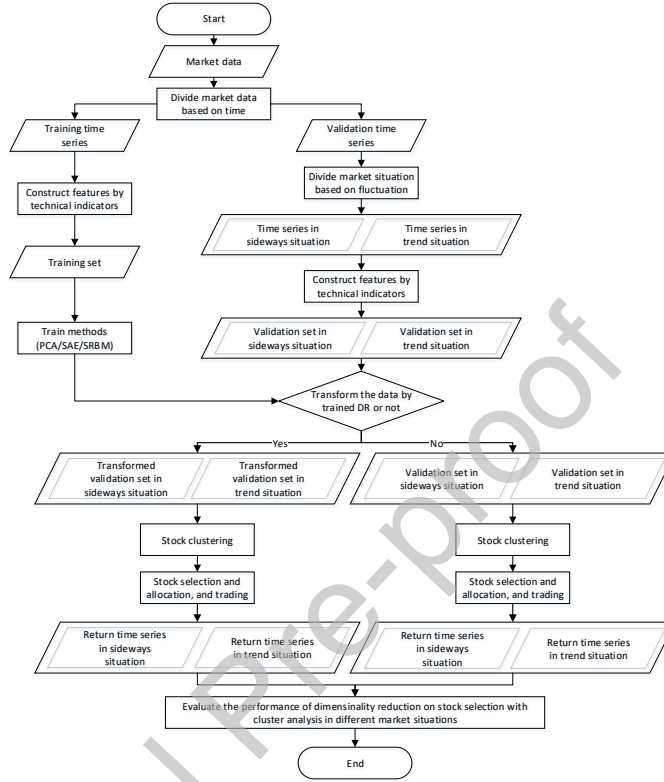 Start
Market data
Divide market data
based on time
Training time
series
Validation time
series
Construct features by
technical indicators
Divide market situation
based on fluctuation
Time series in
sideways situation
Time series in
trend situation
Training set
Construct features by
technical indicators
Train methods
(PCA/SAE/SRBM)
Validation set in
sideways situation
Validation set in
trend situation
Transform the data by
trained DR or not
Yes
No
Transformed
validation set in
sideways situation
Transformed
validation set in
trend situation
Validation set in
sideways situation
Validation set in
trend situation
Stock clustering
Stock clustering
Stock selection and
allocation, and trading
Stock selection and
allocation, and trading
Return time series
in sideways
situation
Return time series
in trend situation
Return time series
in sideways
situation
Return time series
in trend situation
Evaluate the performance of dimensinality reduction on stock selection with
cluster analysis in different market situations
End
l Pre-proof